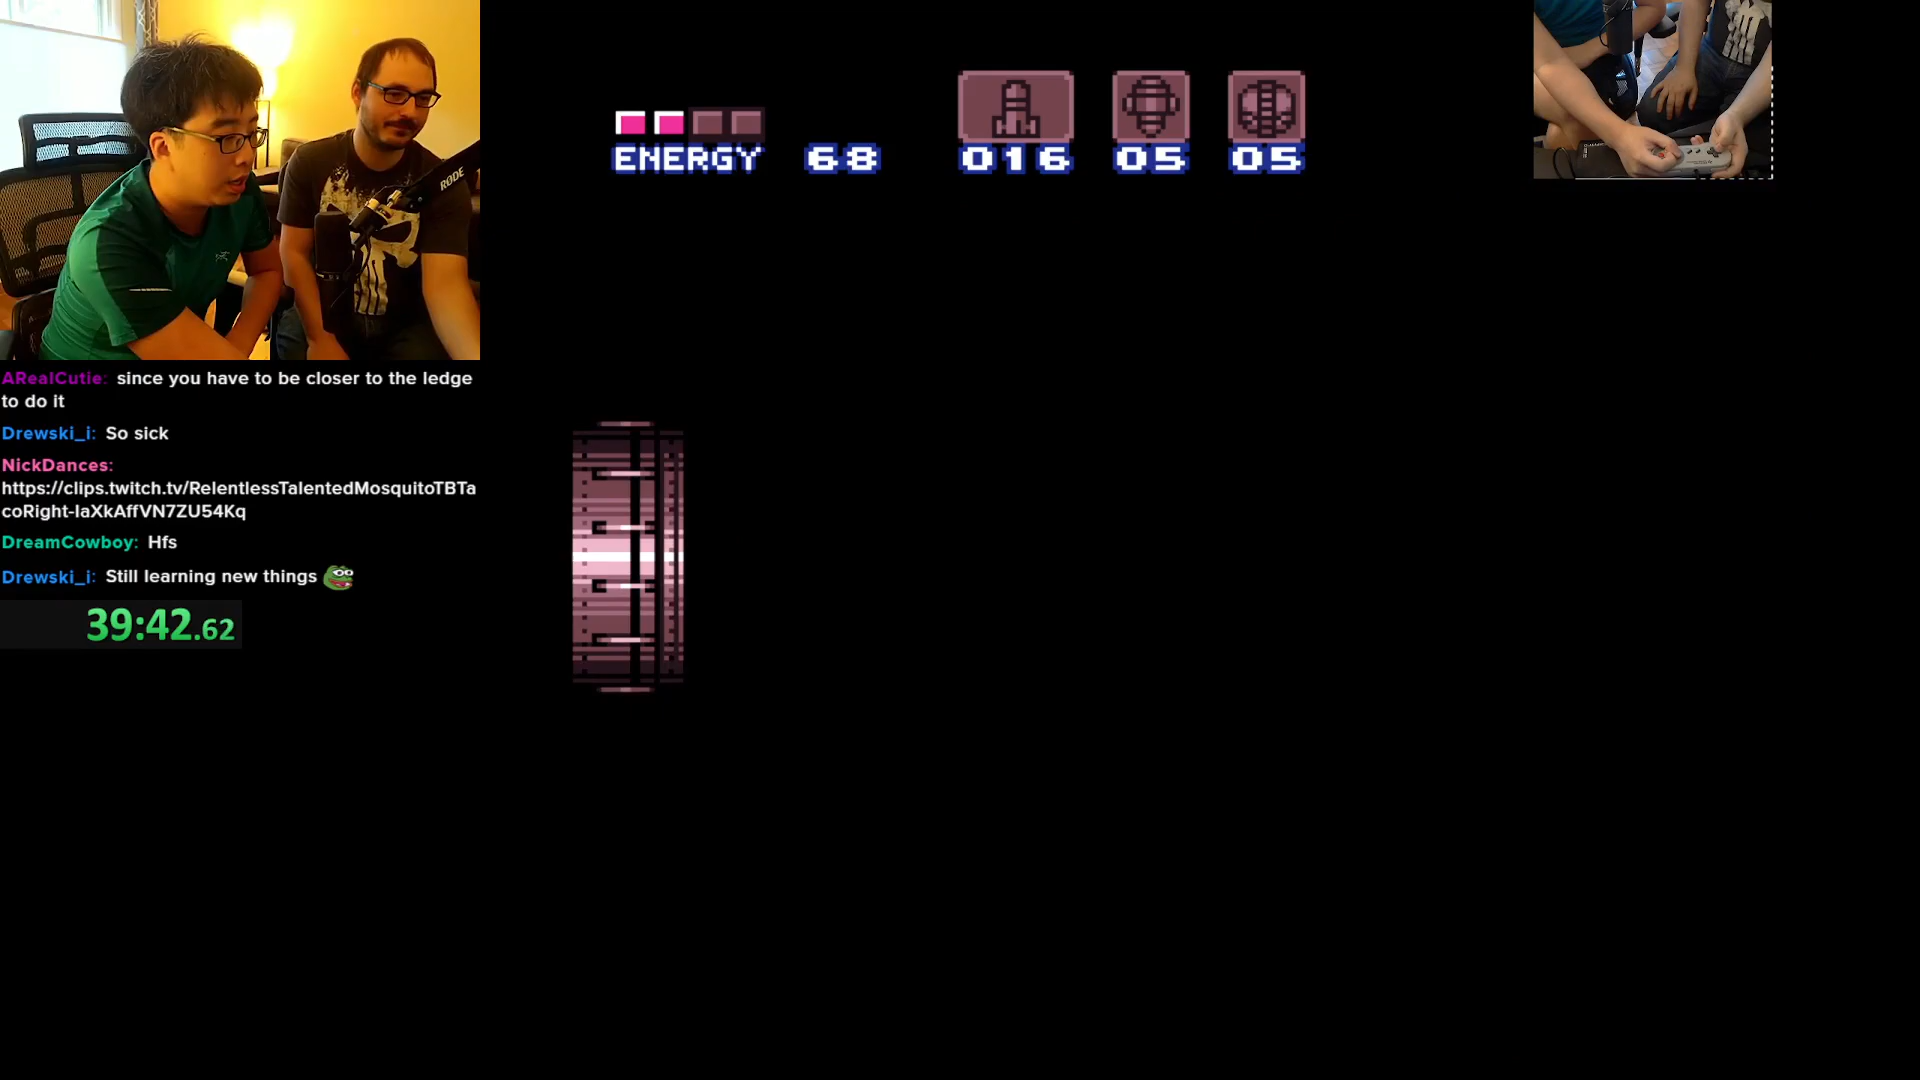 RODE
ENERGY 68 016 05 05
ARealCutie: since you have to be closer to the ledge
to do it
Drewski_i: So sick
NickDances:
https://clips.twitch.tv/RelentlessTalentedMosquitoTBTa
coRight-IaXkAffVN7ZU54Kq
DreamCowboy: Hfs
Drewski_i: Still learning new things
39:42.62